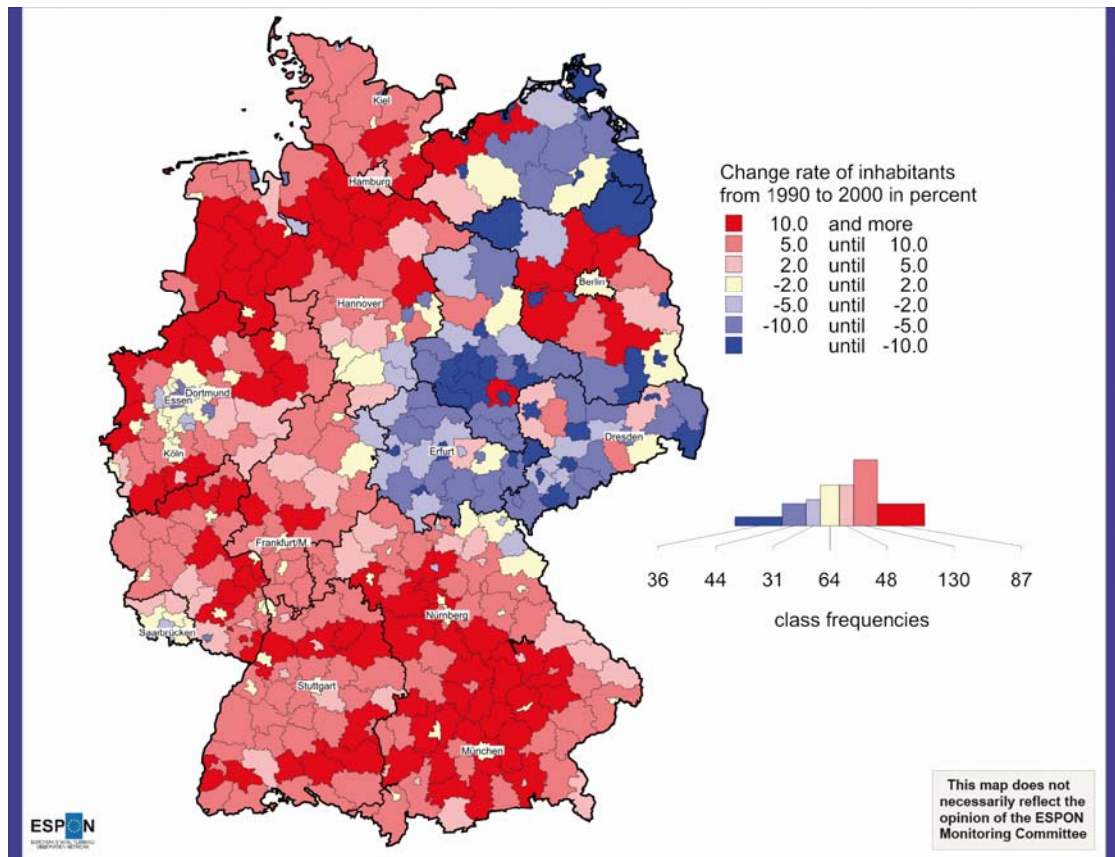 Kiel
Hamburg
Berlin
Hannover
Dortmund
Essen
Köln
Erfurt
Dresden
Frankfurt/M.
Nürnberg
Saarbrücken
Stuttgart
München
Change rate of inhabitants
from 1990 to 2000 in percent
10.0 and more
5.0 until 10.0
2.0 until 5.0
-2.0 until 2.0
-5.0 until -2.0
-10.0 until -5.0
until -10.0
36 44 31 64 48 130 87
class frequencies
This map does not
necessarily reflect the
opinion of the ESPON
Monitoring Committee
ESPON